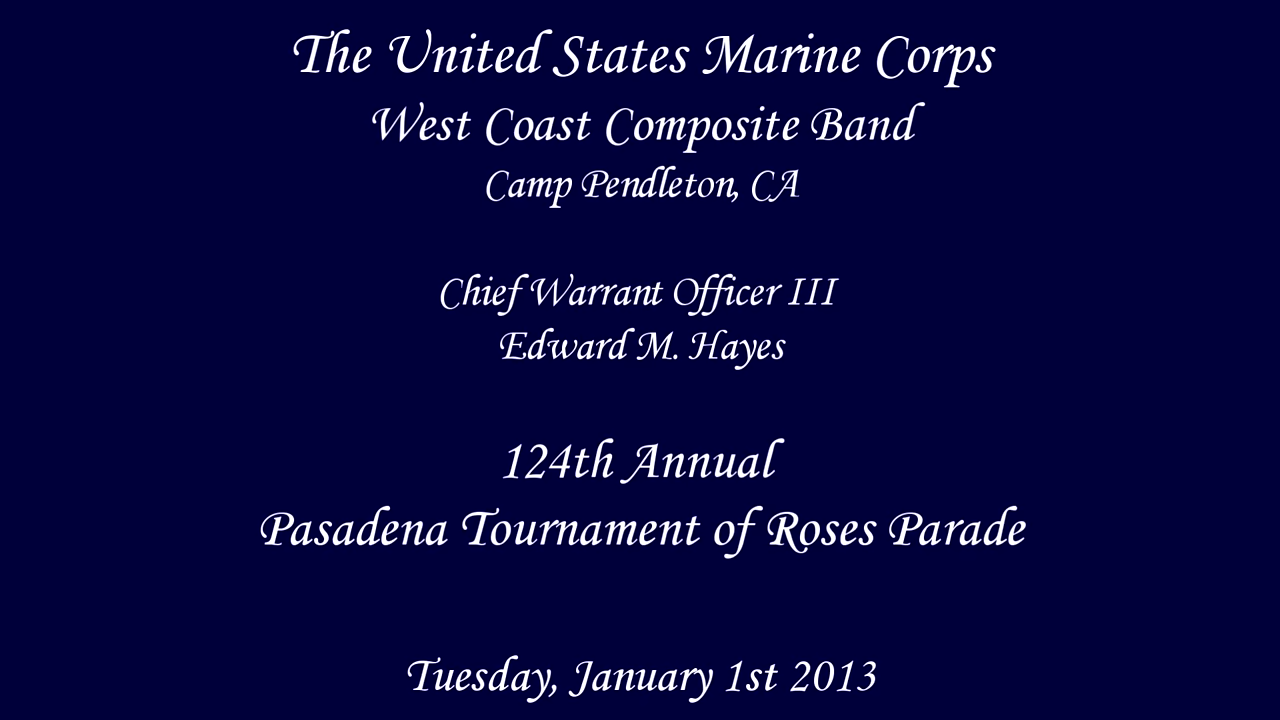 The United States Marine Corps
West Coast Composite Band
Camp Pendleton, CA
Chief Warrant Officer III
Edward M. Hayes
124th Annual
Pasadena Tournament of Roses Parade
Tuesday, January 1st 2013